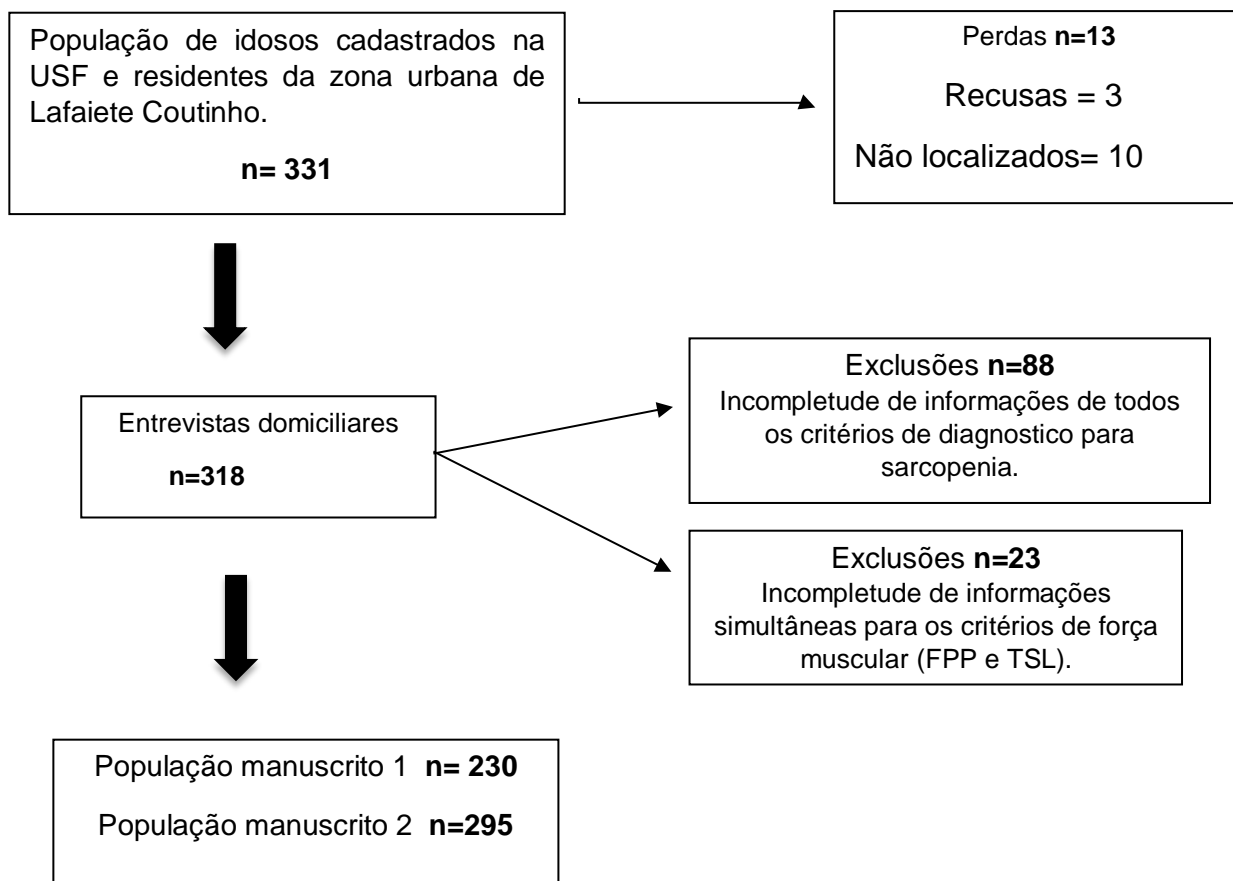 População de idosos cadastrados na
USF e residentes da zona urbana de
Lafaiete Coutinho.
n= 331
Perdas n=13
Recusas = 3
Não localizados= 10
Entrevistas domiciliares
n=318
Exclusões n=88
Incompletude de informações de todos
os critérios de diagnostico para
sarcopenia.
Exclusões n=23
Incompletude de informações
simultâneas para os critérios de força
muscular (FPP e TSL).
População manuscrito 1 n= 230
População manuscrito 2 n=295